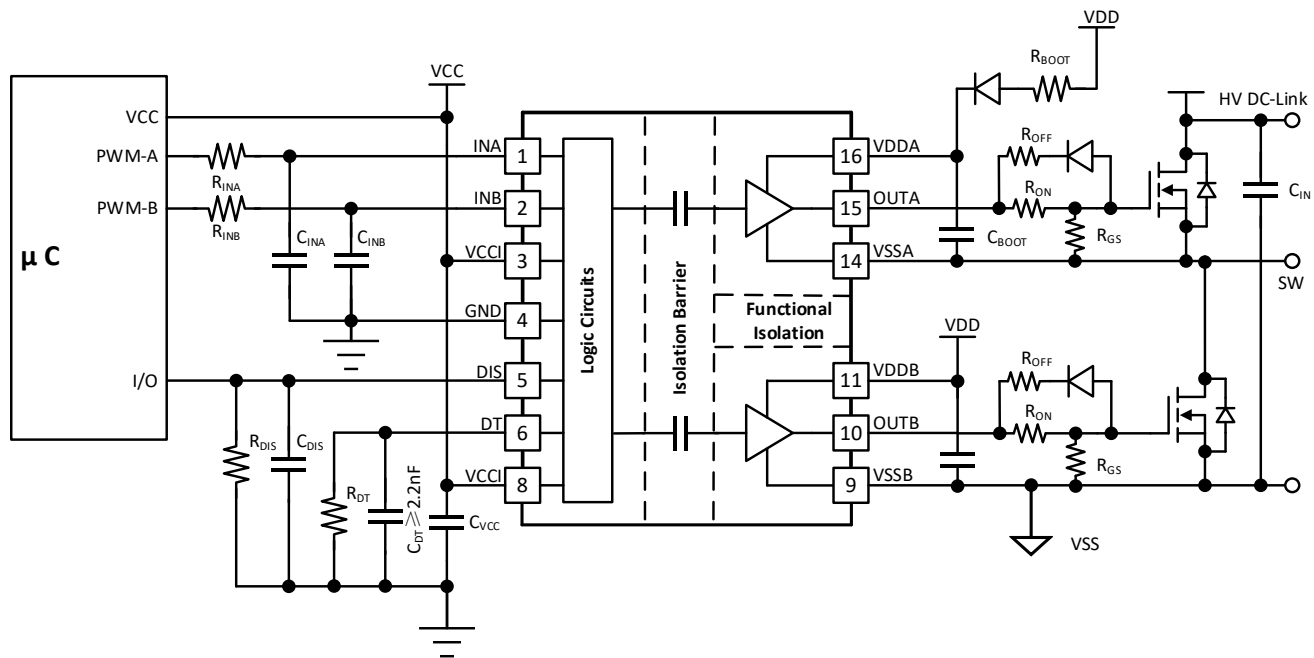 VDD
R_BOOT
VCC
HV DC-Link
μ C
VCC
PWM-A
R_INA
PWM-B
R_INB
C_INA
C_INB
I/O
R_DIS
C_DIS
R_DT
C_DT ≥ 2.2nF
C_VCC
INA
1
INB
2
VCCI
3
GND
4
DIS
5
DT
6
VCCI
8
Logic Circuits
Isolation Barrier
Functional
Isolation
16
VDDA
15
OUTA
14
VSSA
11
VDDB
10
OUTB
9
VSSB
R_OFF
R_ON
R_GS
C_BOOT
C_IN
SW
VDD
R_OFF
R_ON
R_GS
VSS